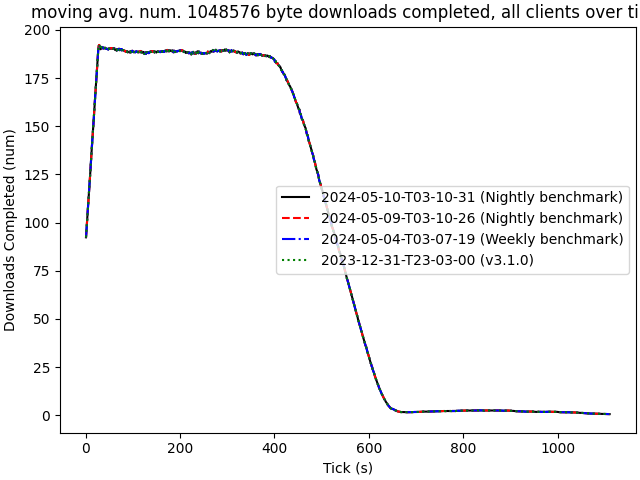 moving avg. num. 1048576 byte downloads completed, all clients over ti
200
175
150
125
100
75
50
25
0
Downloads Completed (num)
2024-05-10-T03-10-31 (Nightly benchmark)
2024-05-09-T03-10-26 (Nightly benchmark)
2024-05-04-T03-07-19 (Weekly benchmark)
2023-12-31-T23-03-00 (v3.1.0)
0 200 400 600 800 1000
Tick (s)